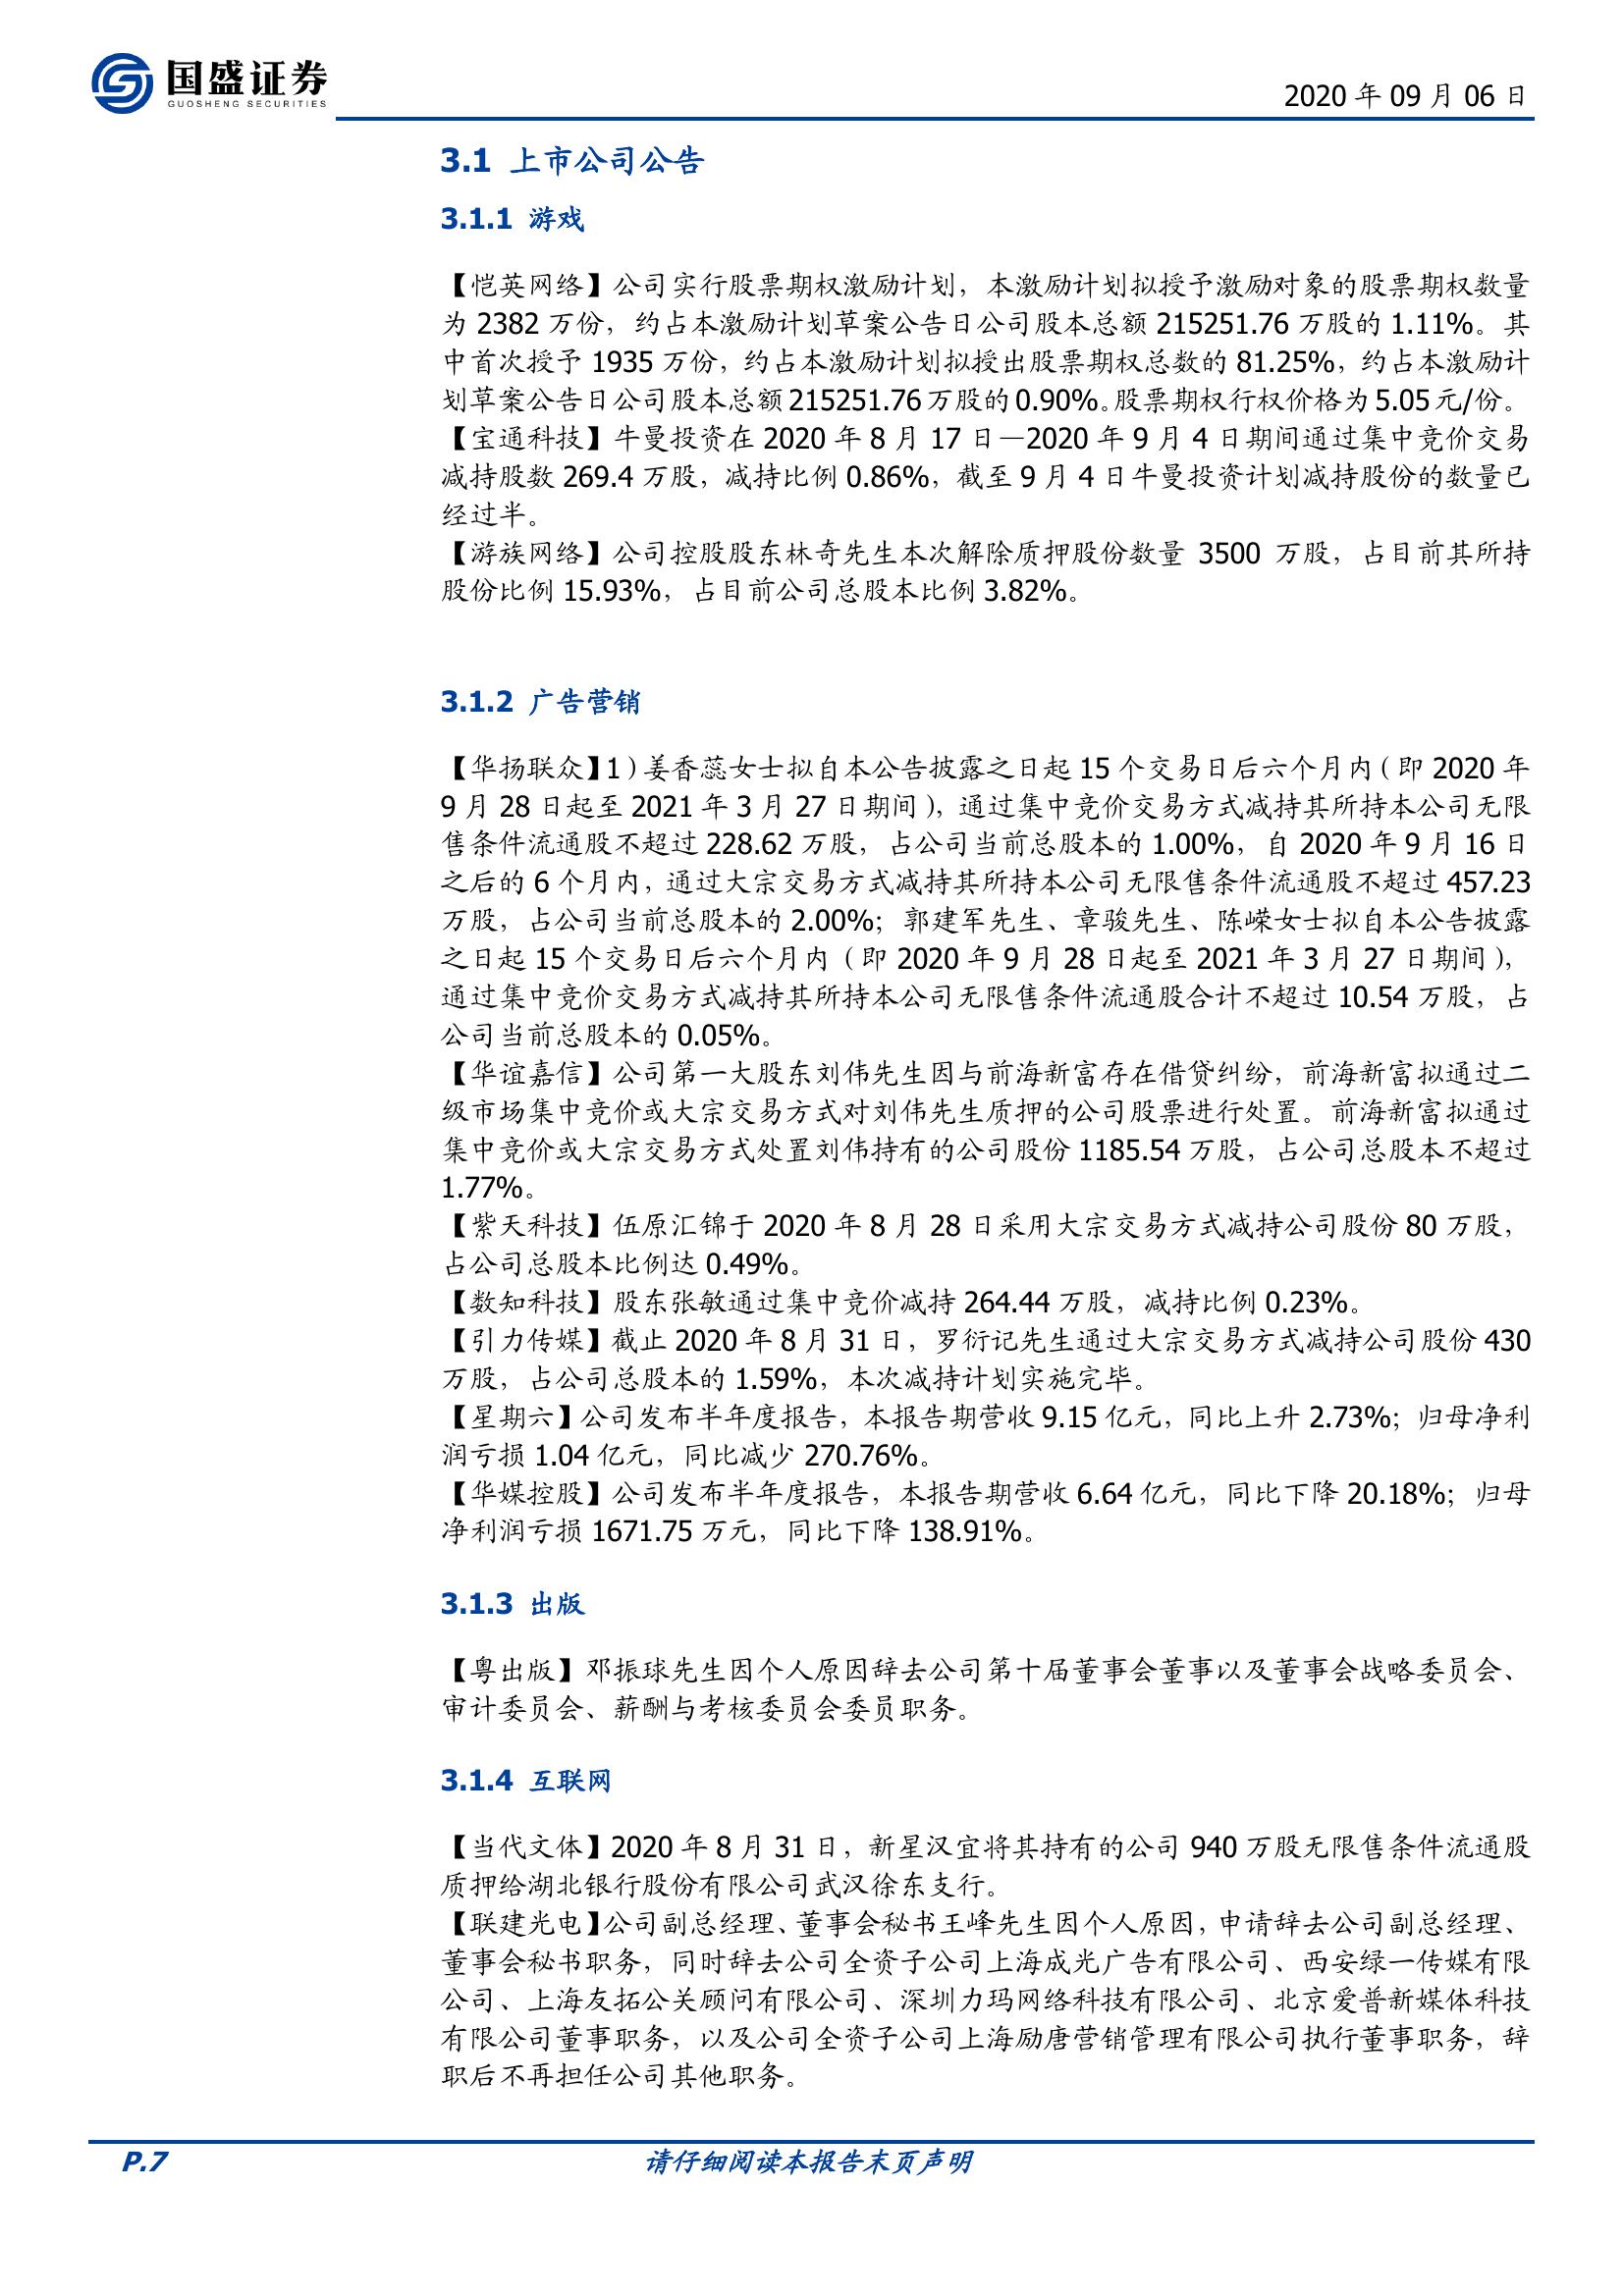 国盛证券
GUOSHENG SECURITIES
2020 年 09 月 06 日
3.1 上市公司公告
3.1.1 游戏
【恺英网络】公司实行股票期权激励计划，本激励计划拟授予激励对象的股票期权数量
为 2382 万份，约占本激励计划草案公告日公司股本总额 215251.76 万股的 1.11%。其
中首次授予 1935 万份，约占本激励计划拟授出股票期权总数的 81.25%，约占本激励计
划草案公告日公司股本总额 215251.76 万股的 0.90%。股票期权行权价格为 5.05 元/份。
【宝通科技】牛曼投资在 2020 年 8 月 17 日—2020 年 9 月 4 日期间通过集中竞价交易
减持股数 269.4 万股，减持比例 0.86%，截至 9 月 4 日牛曼投资计划减持股份的数量已
经过半。
【游族网络】公司控股股东林奇先生本次解除质押股份数量 3500 万股，占目前其所持
股份比例 15.93%，占目前公司总股本比例 3.82%。
3.1.2 广告营销
【华扬联众】1）姜香蕊女士拟自本公告披露之日起 15 个交易日后六个月内（即 2020 年
9 月 28 日起至 2021 年 3 月 27 日期间），通过集中竞价交易方式减持其所持本公司无限
售条件流通股不超过 228.62 万股，占公司当前总股本的 1.00%，自 2020 年 9 月 16 日
之后的 6 个月内，通过大宗交易方式减持其所持本公司无限售条件流通股不超过 457.23
万股，占公司当前总股本的 2.00%；郭建军先生、章骏先生、陈嵘女士拟自本公告披露
之日起 15 个交易日后六个月内（即 2020 年 9 月 28 日起至 2021 年 3 月 27 日期间），
通过集中竞价交易方式减持其所持本公司无限售条件流通股合计不超过 10.54 万股，占
公司当前总股本的 0.05%。
【华谊嘉信】公司第一大股东刘伟先生因与前海新富存在借贷纠纷，前海新富拟通过二
级市场集中竞价或大宗交易方式对刘伟先生质押的公司股票进行处置。前海新富拟通过
集中竞价或大宗交易方式处置刘伟持有的公司股份 1185.54 万股，占公司总股本不超过
1.77%。
【紫天科技】伍原汇锦于 2020 年 8 月 28 日采用大宗交易方式减持公司股份 80 万股，
占公司总股本比例达 0.49%。
【数知科技】股东张敏通过集中竞价减持 264.44 万股，减持比例 0.23%。
【引力传媒】截止 2020 年 8 月 31 日，罗衍记先生通过大宗交易方式减持公司股份 430
万股，占公司总股本的 1.59%，本次减持计划实施完毕。
【星期六】公司发布半年度报告，本报告期营收 9.15 亿元，同比上升 2.73%；归母净利
润亏损 1.04 亿元，同比减少 270.76%。
【华媒控股】公司发布半年度报告，本报告期营收 6.64 亿元，同比下降 20.18%；归母
净利润亏损 1671.75 万元，同比下降 138.91%。
3.1.3 出版
【粤出版】邓振球先生因个人原因辞去公司第十届董事会董事以及董事会战略委员会、
审计委员会、薪酬与考核委员会委员职务。
3.1.4 互联网
【当代文体】2020 年 8 月 31 日，新星汉宜将其持有的公司 940 万股无限售条件流通股
质押给湖北银行股份有限公司武汉徐东支行。
【联建光电】公司副总经理、董事会秘书王峰先生因个人原因，申请辞去公司副总经理、
董事会秘书职务，同时辞去公司全资子公司上海成光广告有限公司、西安绿一传媒有限
公司、上海友拓公关顾问有限公司、深圳力玛网络科技有限公司、北京爱普新媒体科技
有限公司董事职务，以及公司全资子公司上海励唐营销管理有限公司执行董事职务，辞
职后不再担任公司其他职务。
P.7
请仔细阅读本报告末页声明